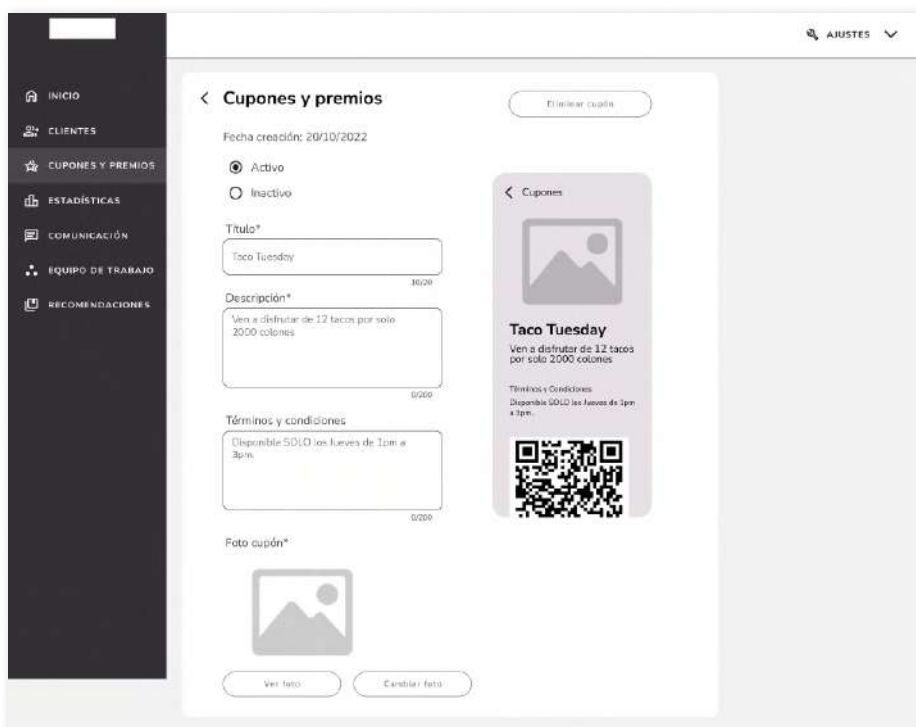 AJUSTES
INICIO
CLIENTES
CUPONES Y PREMIOS
ESTADÍSTICAS
COMUNICACIÓN
EQUIPO DE TRABAJO
RECOMENDACIONES
Cupones y premios
Eliminar cupón
Fecha creación: 20/10/2022
Activo
Inactivo
Título*
Taco Tuesday
10/20
Descripción*
Ven a disfrutar de 12 tacos por solo
2000 colones
0/200
Términos y condiciones
Disponible SOLO los Jueves de 1pm a
3pm.
0/200
Foto cupón*
Ver foto
Cambiar foto
Cupones
Taco Tuesday
Ven a disfrutar de 12 tacos
por solo 2000 colones
Términos y Condiciones
Disponible SOLO los Jueves de 1pm
a 3pm.